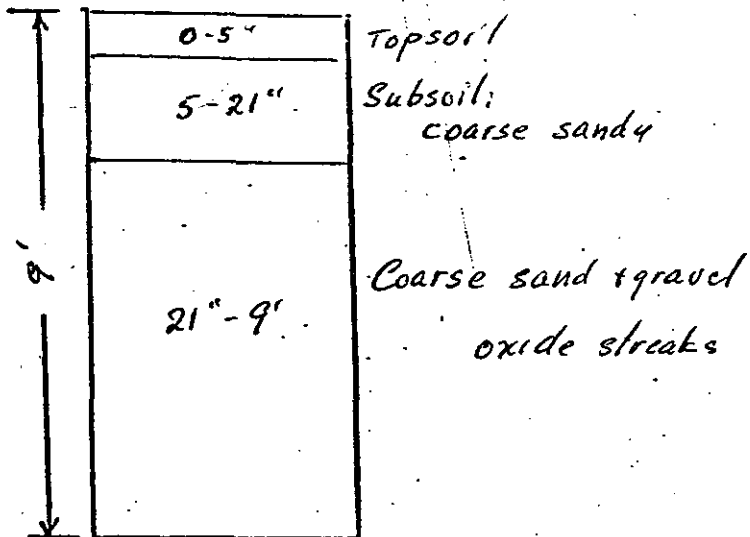 0-5" Topsoil
5-21" Subsoil:
coarse sandy
9'
21"-9' Coarse sand + gravel
oxide streaks